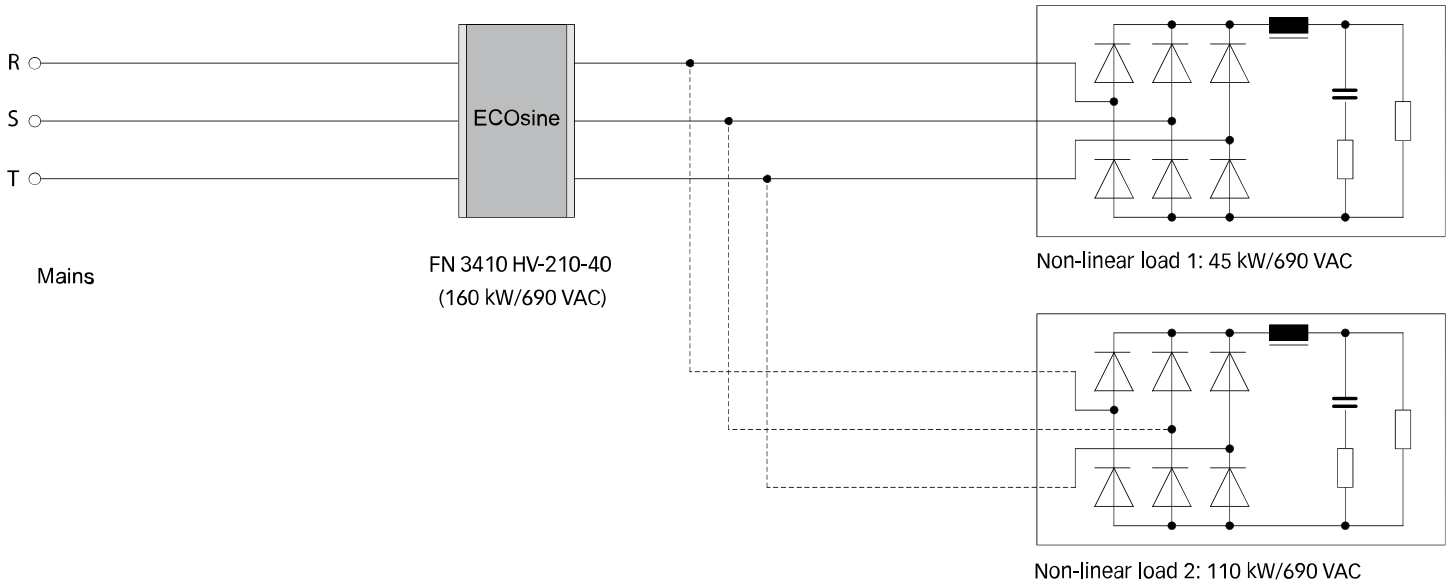 R
S
T
Mains
ECOsine
FN 3410 HV-210-40
(160 kW/690 VAC)
Non-linear load 1: 45 kW/690 VAC
Non-linear load 2: 110 kW/690 VAC